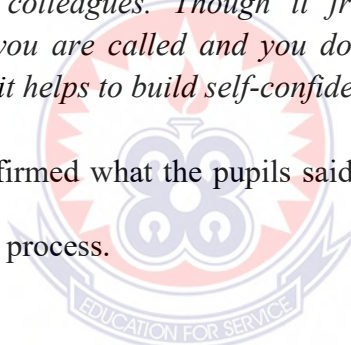 colleagues. Though it fr
you are called and you do
it helps to build self-confide
firmed what the pupils said
process.
EDUCATION FOR SERVICE